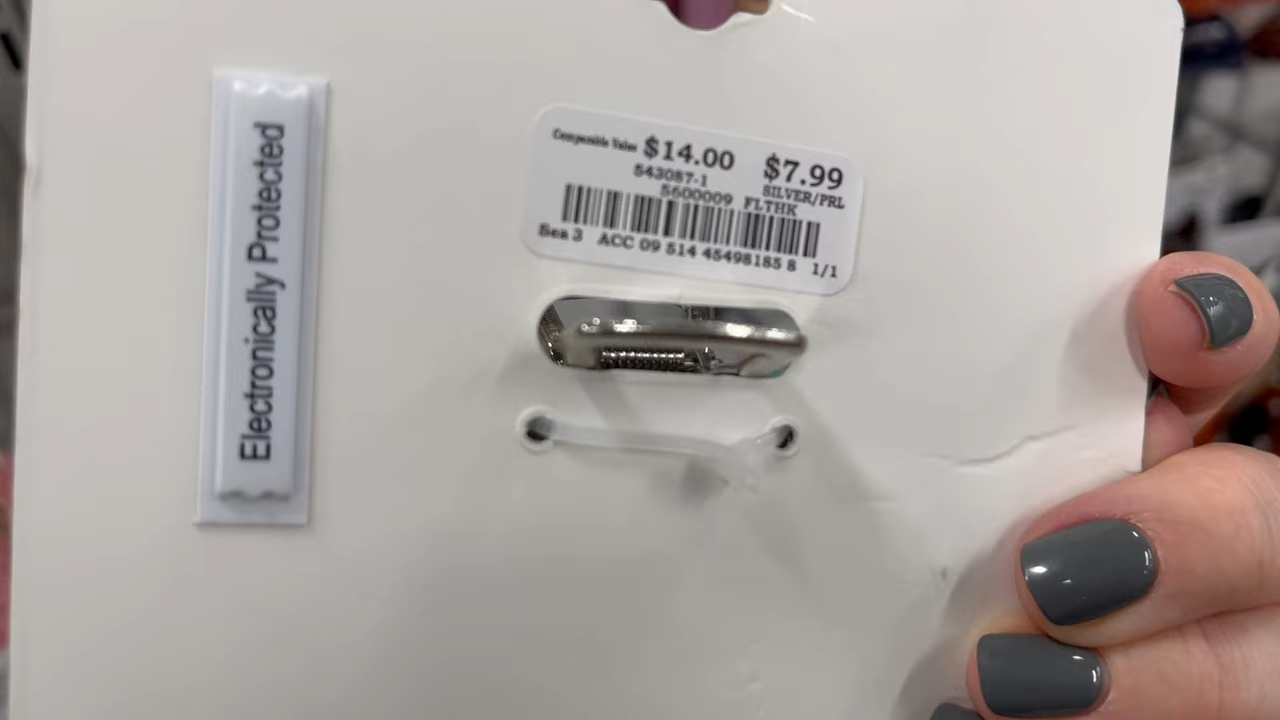 Electronically Protected
Comparable Value $14.00 $7.99
543087-1 SILVER/PRL
5600009 FLTHK
Sea 3 ACC 09 514 45498185 8 1/1